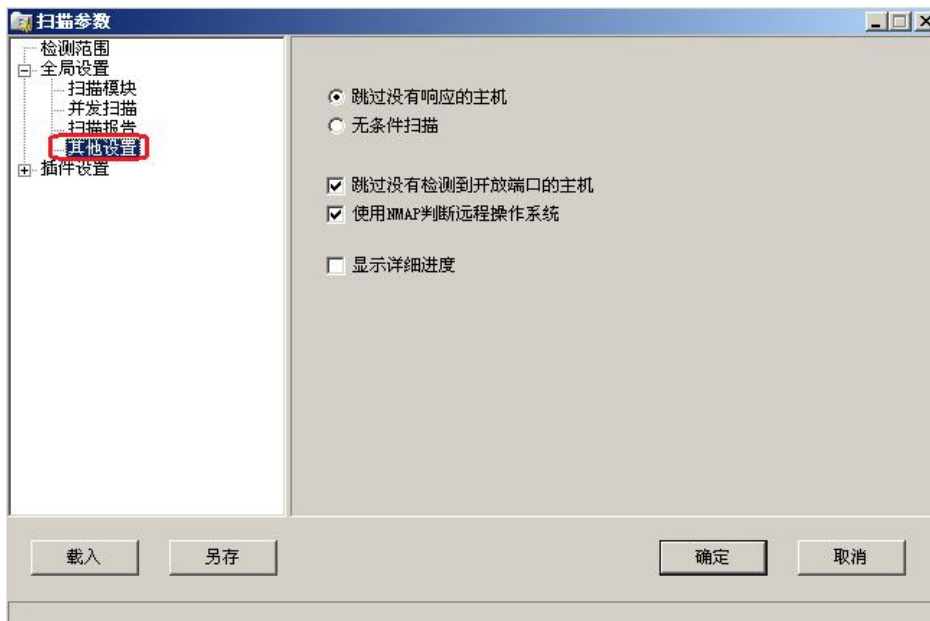 扫描参数
检测范围
全局设置
扫描模块
并发扫描
扫描报告
其他设置
插件设置
跳过没有响应的主机
无条件扫描
跳过没有检测到开放端口的主机
使用NMAP判断远程操作系统
显示详细进度
载入
另存
确定
取消